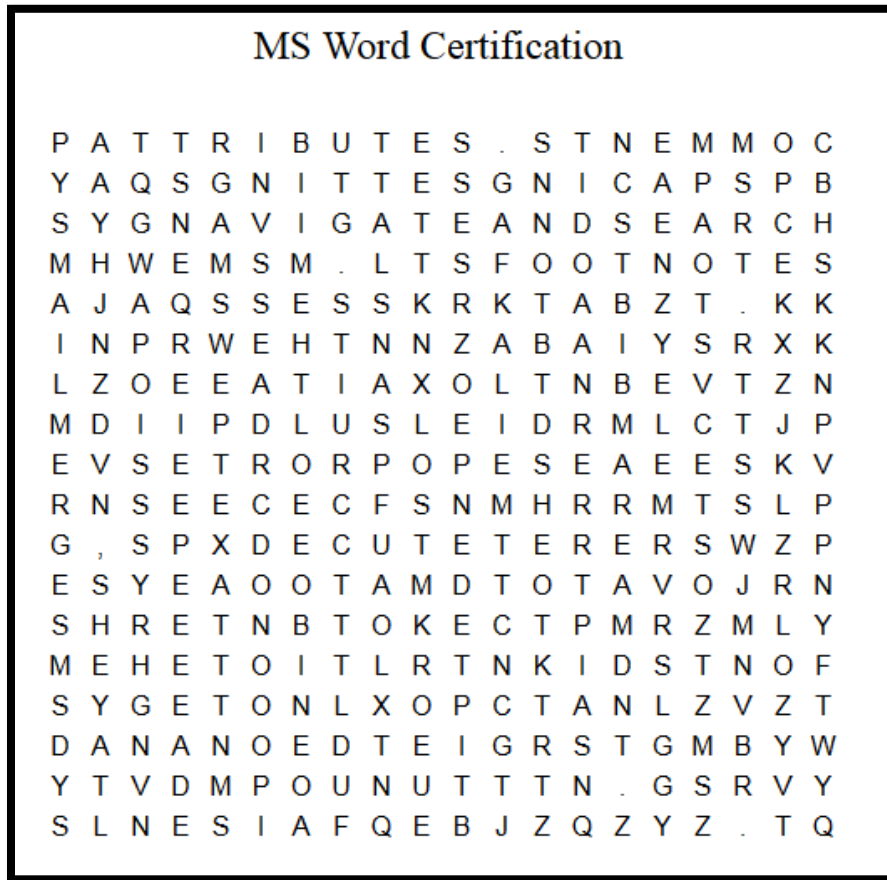 MS Word Certification
P A T T R I B U T E S . S T N E M M O C
Y A Q S G N I T T E S G N I C A P S P B
S Y G N A V I G A T E A N D S E A R C H
M H W E M S M . L T S F O O T N O T E S
A J A Q S S E S S K R K T A B Z T . K K
I N P R W E H T N N Z A B A I Y S R X K
L Z O E E A T I A X O L T N B E V T Z N
M D I I P D L U S L E I D R M L C T J P
E V S E T R O R P O P E S E A E E S K V
R N S E E C E C F S N M H R R M T S L P
G , S P X D E C U T E T E R E R S W Z P
E S Y E A O O T A M D T O T A V O J R N
S H R E T N B T O K E C T P M R Z M L Y
M E H E T O I T L R T N K I D S T N O F
S Y G E T O N L X O P C T A N L Z V Z T
D A N A N O E D T E I G R S T G M B Y W
Y T V D M P O U N U T T T N . G S R V Y
S L N E S I A F Q E B J Z Q Z Y Z . T Q